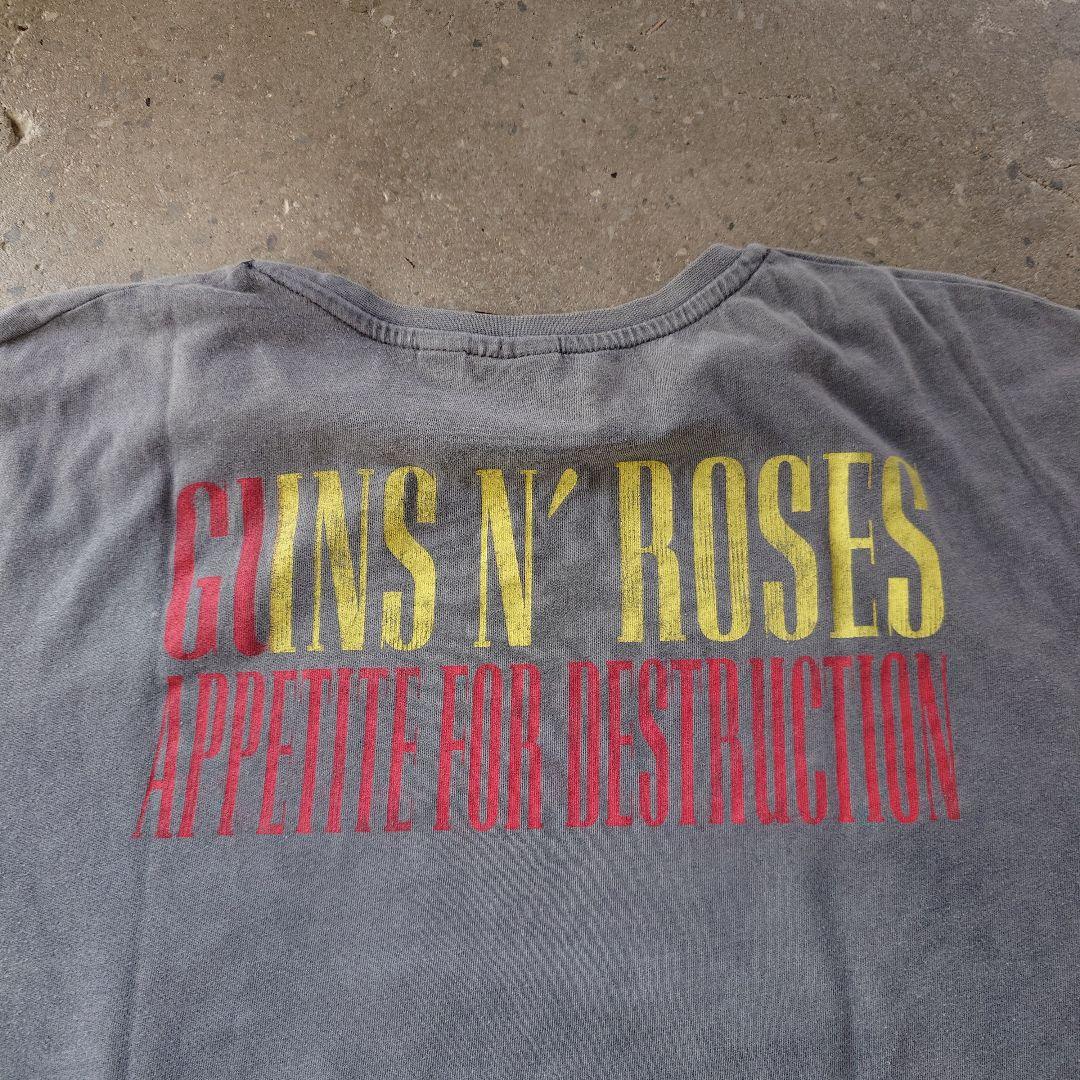 GUNS N' ROSES
APPETITE FOR DESTRUCTION